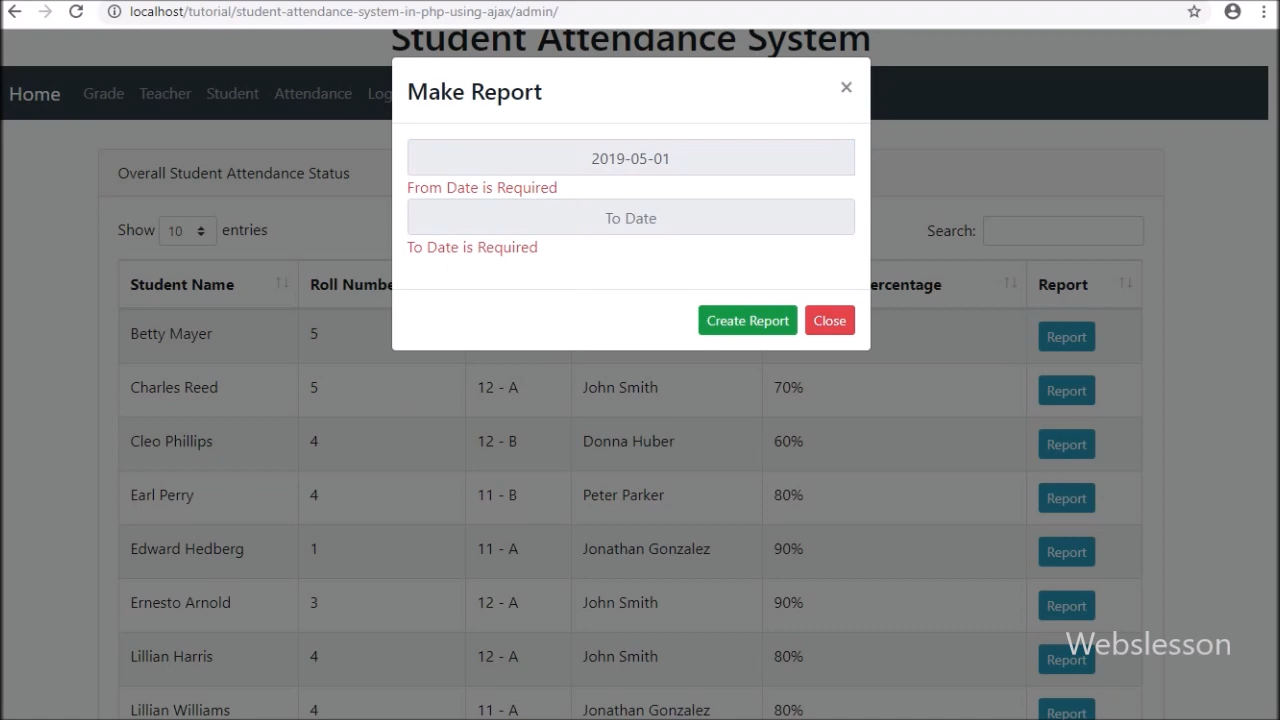 localhost/tutorial/student-attendance-system-in-php-using-ajax/admin/
Student Attendance System
Home Grade Teacher Student Attendance Log
Make Report ×
2019-05-01
From Date is Required
To Date
To Date is Required
Create Report Close
Overall Student Attendance Status
Show 10 entries Search:
Student Name Roll Numbe ercentage Report
Betty Mayer 5 Report
Charles Reed 5 12 - A John Smith 70% Report
Cleo Phillips 4 12 - B Donna Huber 60% Report
Earl Perry 4 11 - B Peter Parker 80% Report
Edward Hedberg 1 11 - A Jonathan Gonzalez 90% Report
Ernesto Arnold 3 12 - A John Smith 90% Report
Lillian Harris 4 12 - A John Smith 80% Report
Lillian Williams 4 11 - A Jonathan Gonzalez 80% Report
Webslesson